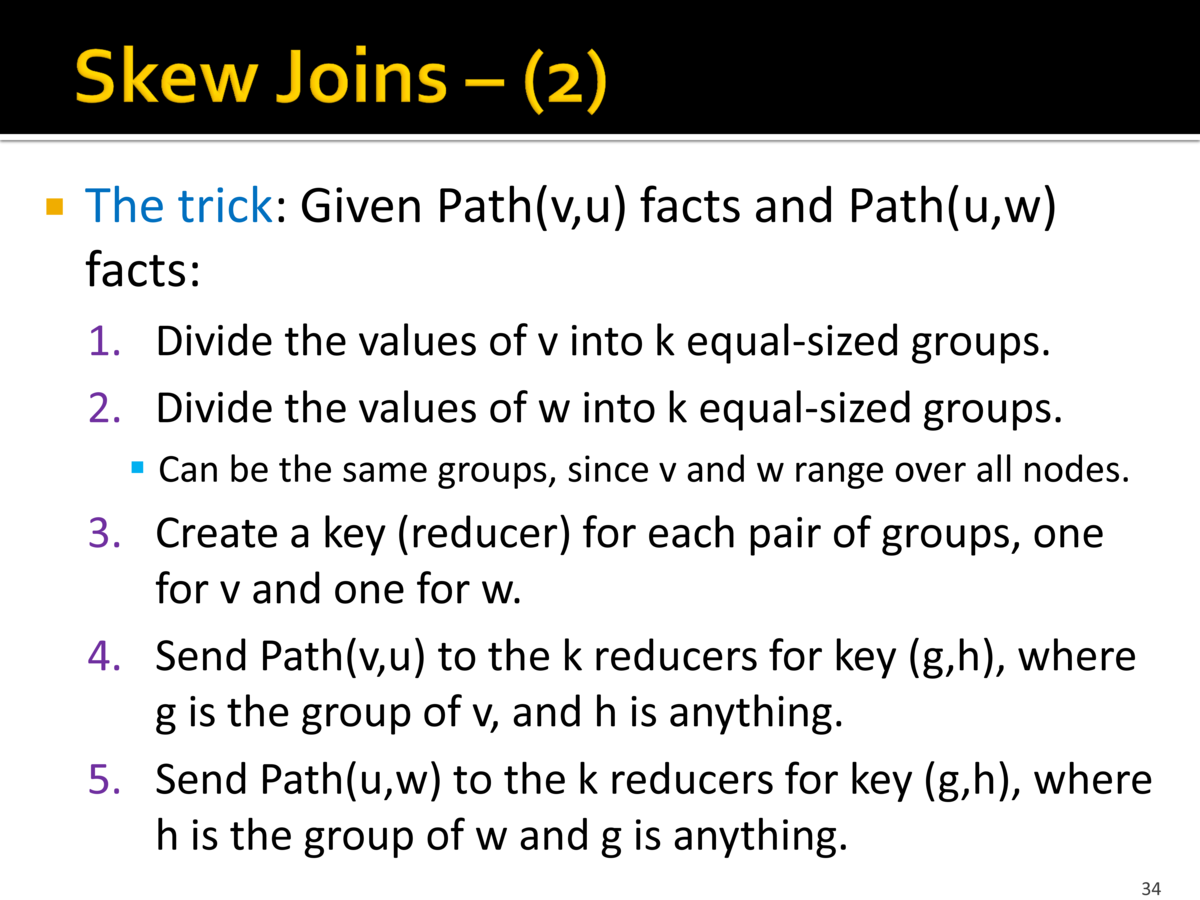 Skew Joins – (2)
The trick: Given Path(v,u) facts and Path(u,w)
facts:
1. Divide the values of v into k equal-sized groups.
2. Divide the values of w into k equal-sized groups.
Can be the same groups, since v and w range over all nodes.
3. Create a key (reducer) for each pair of groups, one
for v and one for w.
4. Send Path(v,u) to the k reducers for key (g,h), where
g is the group of v, and h is anything.
5. Send Path(u,w) to the k reducers for key (g,h), where
h is the group of w and g is anything.
34